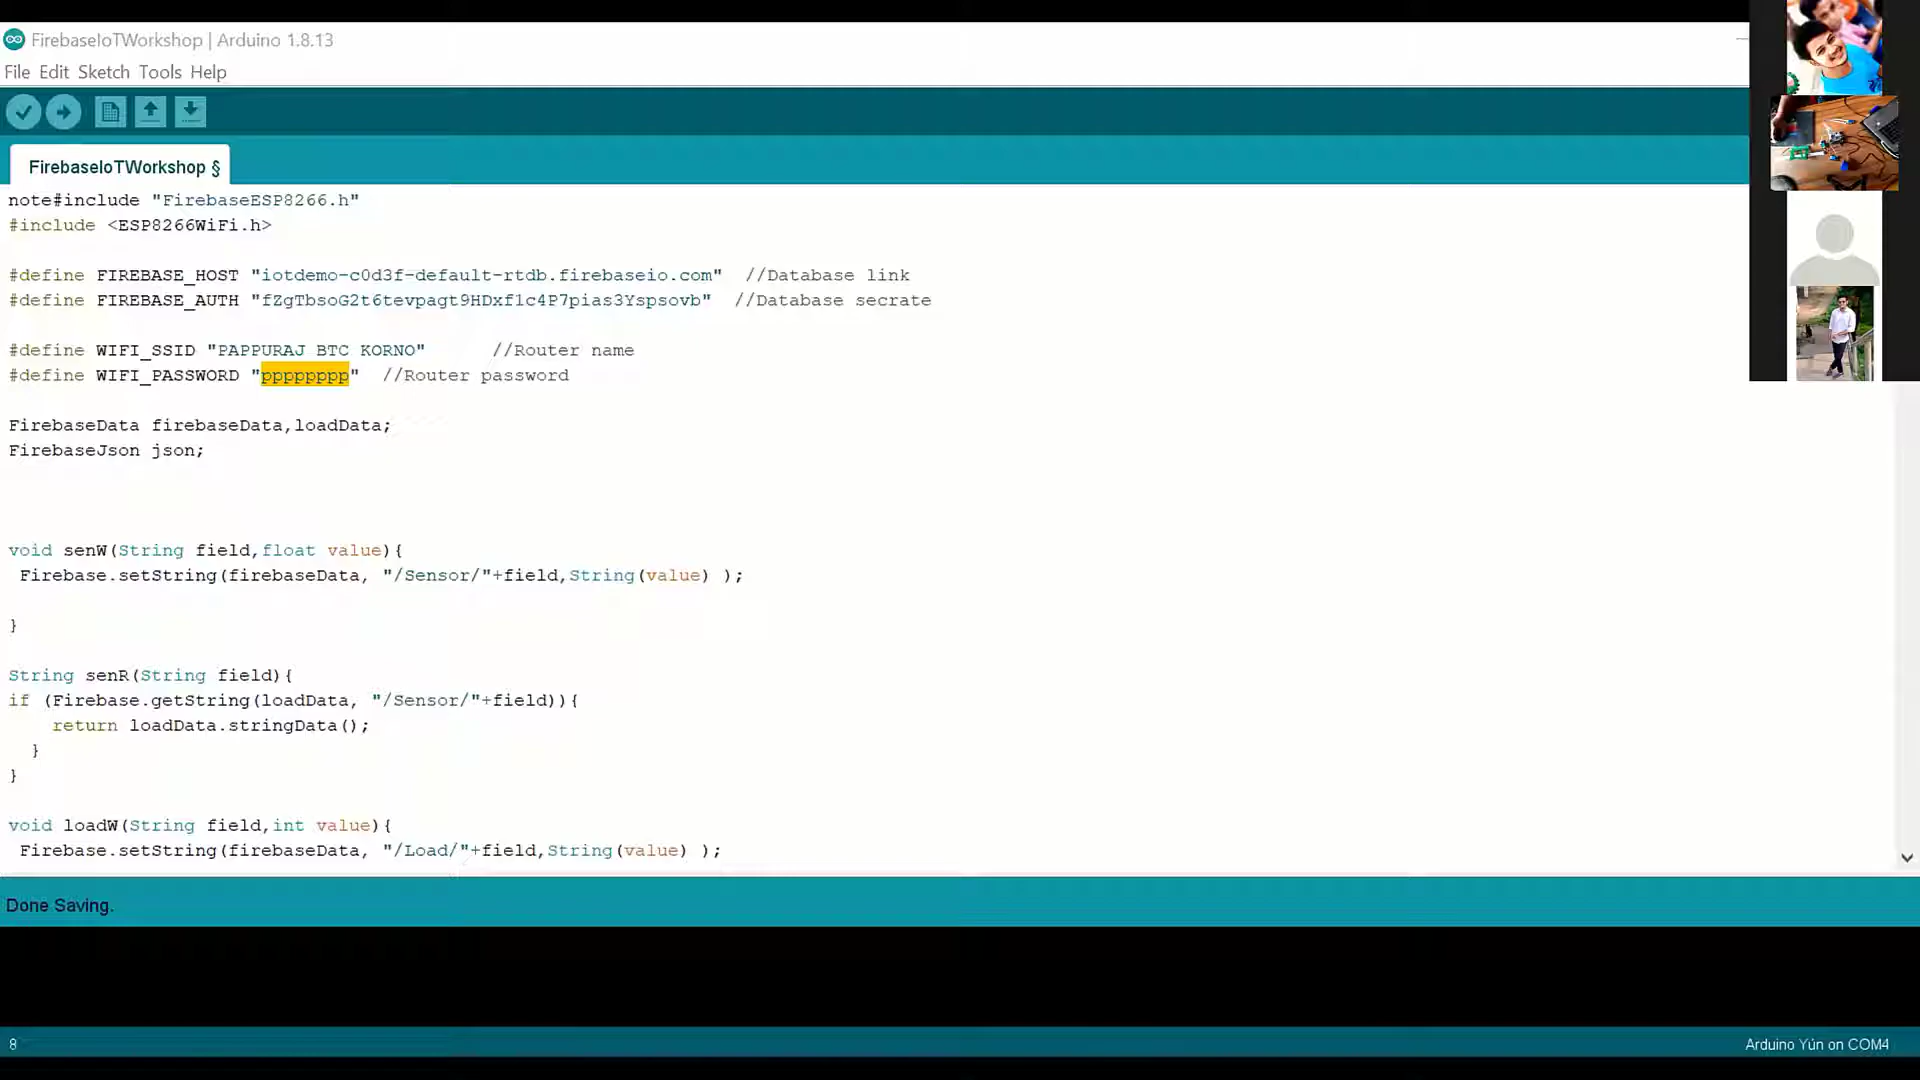 FirebaseIoTWorkshop | Arduino 1.8.13
File Edit Sketch Tools Help
FirebaseIoTWorkshop §
note#include "FirebaseESP8266.h"
#include <ESP8266WiFi.h>
#define FIREBASE_HOST "iotdemo-c0d3f-default-rtdb.firebaseio.com" //Database link
#define FIREBASE_AUTH "fZgTbsoG2t6tevpagt9HDxf1c4P7pias3Yspsovb" //Database secrate
#define WIFI_SSID "PAPPURAJ BTC KORNO" //Router name
#define WIFI_PASSWORD "pppppppp" //Router password
FirebaseData firebaseData,loadData;
FirebaseJson json;
void senW(String field,float value){
Firebase.setString(firebaseData, "/Sensor/"+field,String(value) );
}
String senR(String field){
if (Firebase.getString(loadData, "/Sensor/"+field)){
return loadData.stringData();
}
}
void loadW(String field,int value){
Firebase.setString(firebaseData, "/Load/"+field,String(value) );
Done Saving.
8
Arduino Yún on COM4